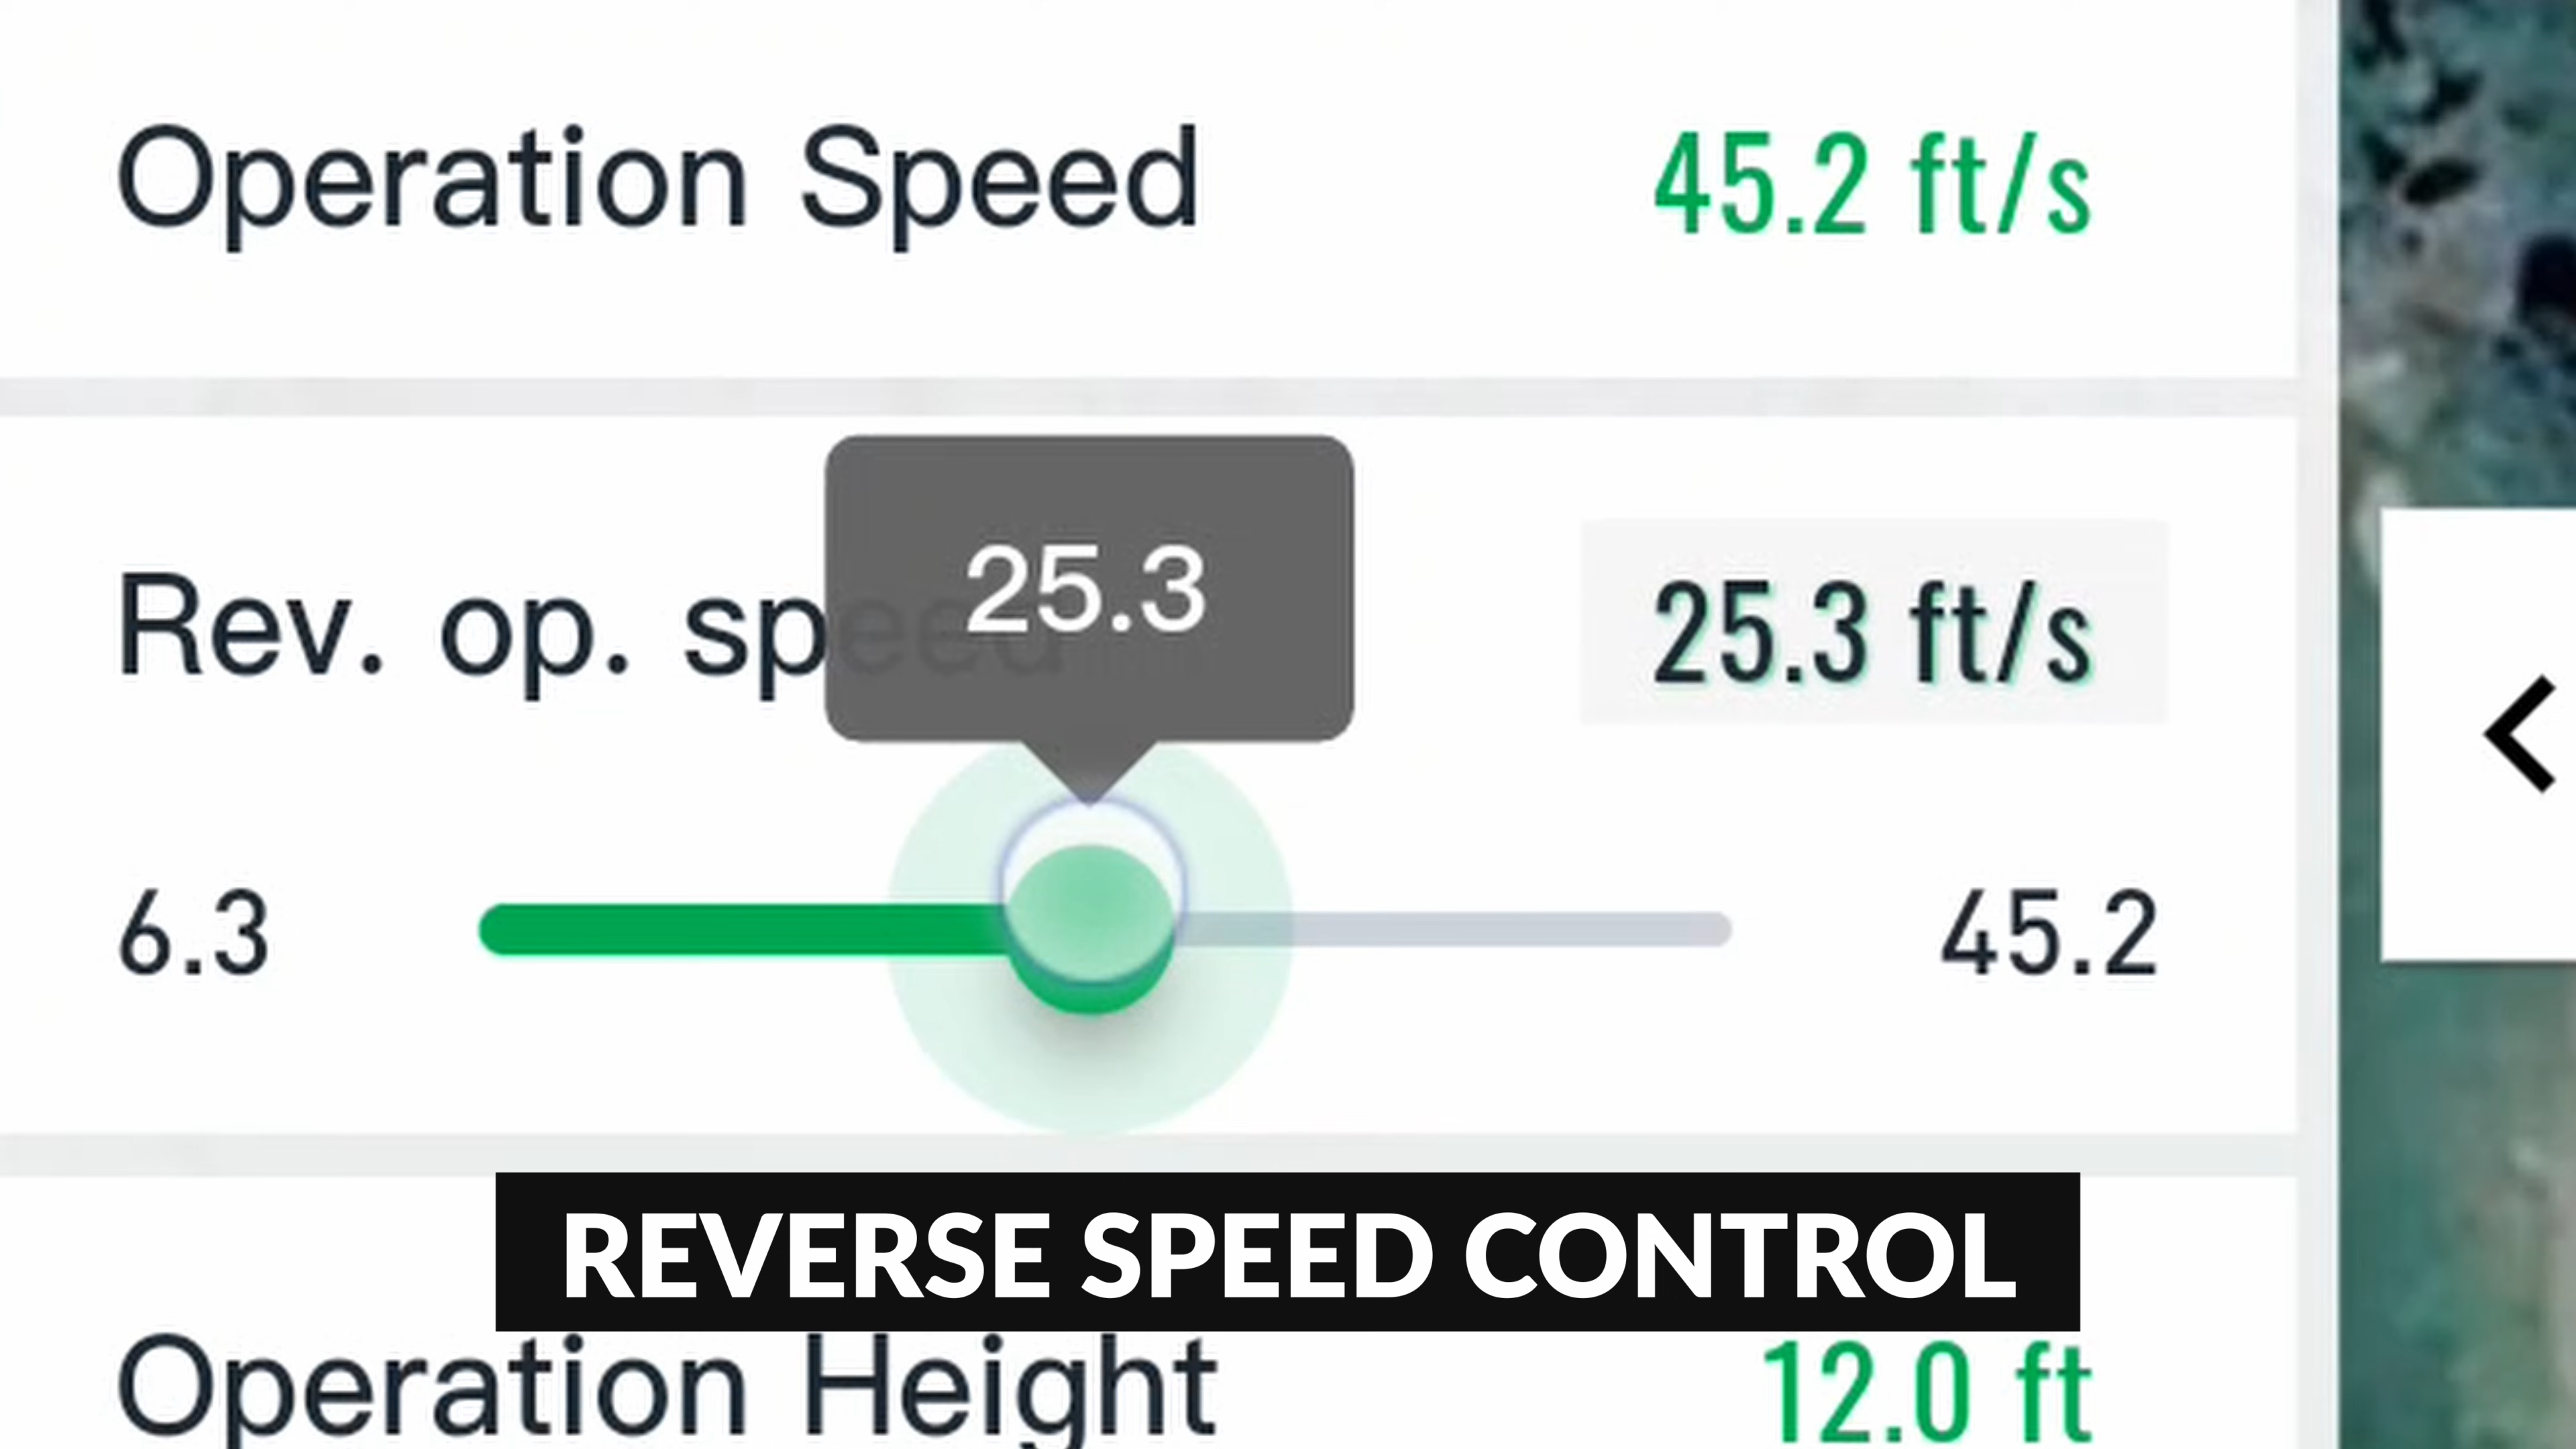 Operation Speed 45.2 ft/s
25.3
Rev. op. speed 25.3 ft/s
6.3 45.2
REVERSE SPEED CONTROL
Operation Height 12.0 ft